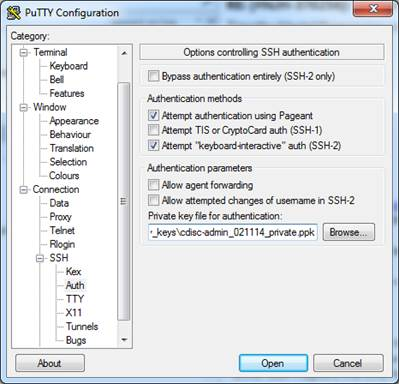 PuTTY Configuration
Category:
Terminal
Keyboard
Bell
Features
Window
Appearance
Behaviour
Translation
Selection
Colours
Connection
Data
Proxy
Telnet
Rlogin
SSH
Kex
Auth
TTY
X11
Tunnels
Bugs
Options controlling SSH authentication
Bypass authentication entirely (SSH-2 only)
Authentication methods
Attempt authentication using Pageant
Attempt TIS or CryptoCard auth (SSH-1)
Attempt "keyboard-interactive" auth (SSH-2)
Authentication parameters
Allow agent forwarding
Allow attempted changes of username in SSH-2
Private key file for authentication:
_keys\cdisc-admin_021114_private.ppk Browse...
About Open Cancel